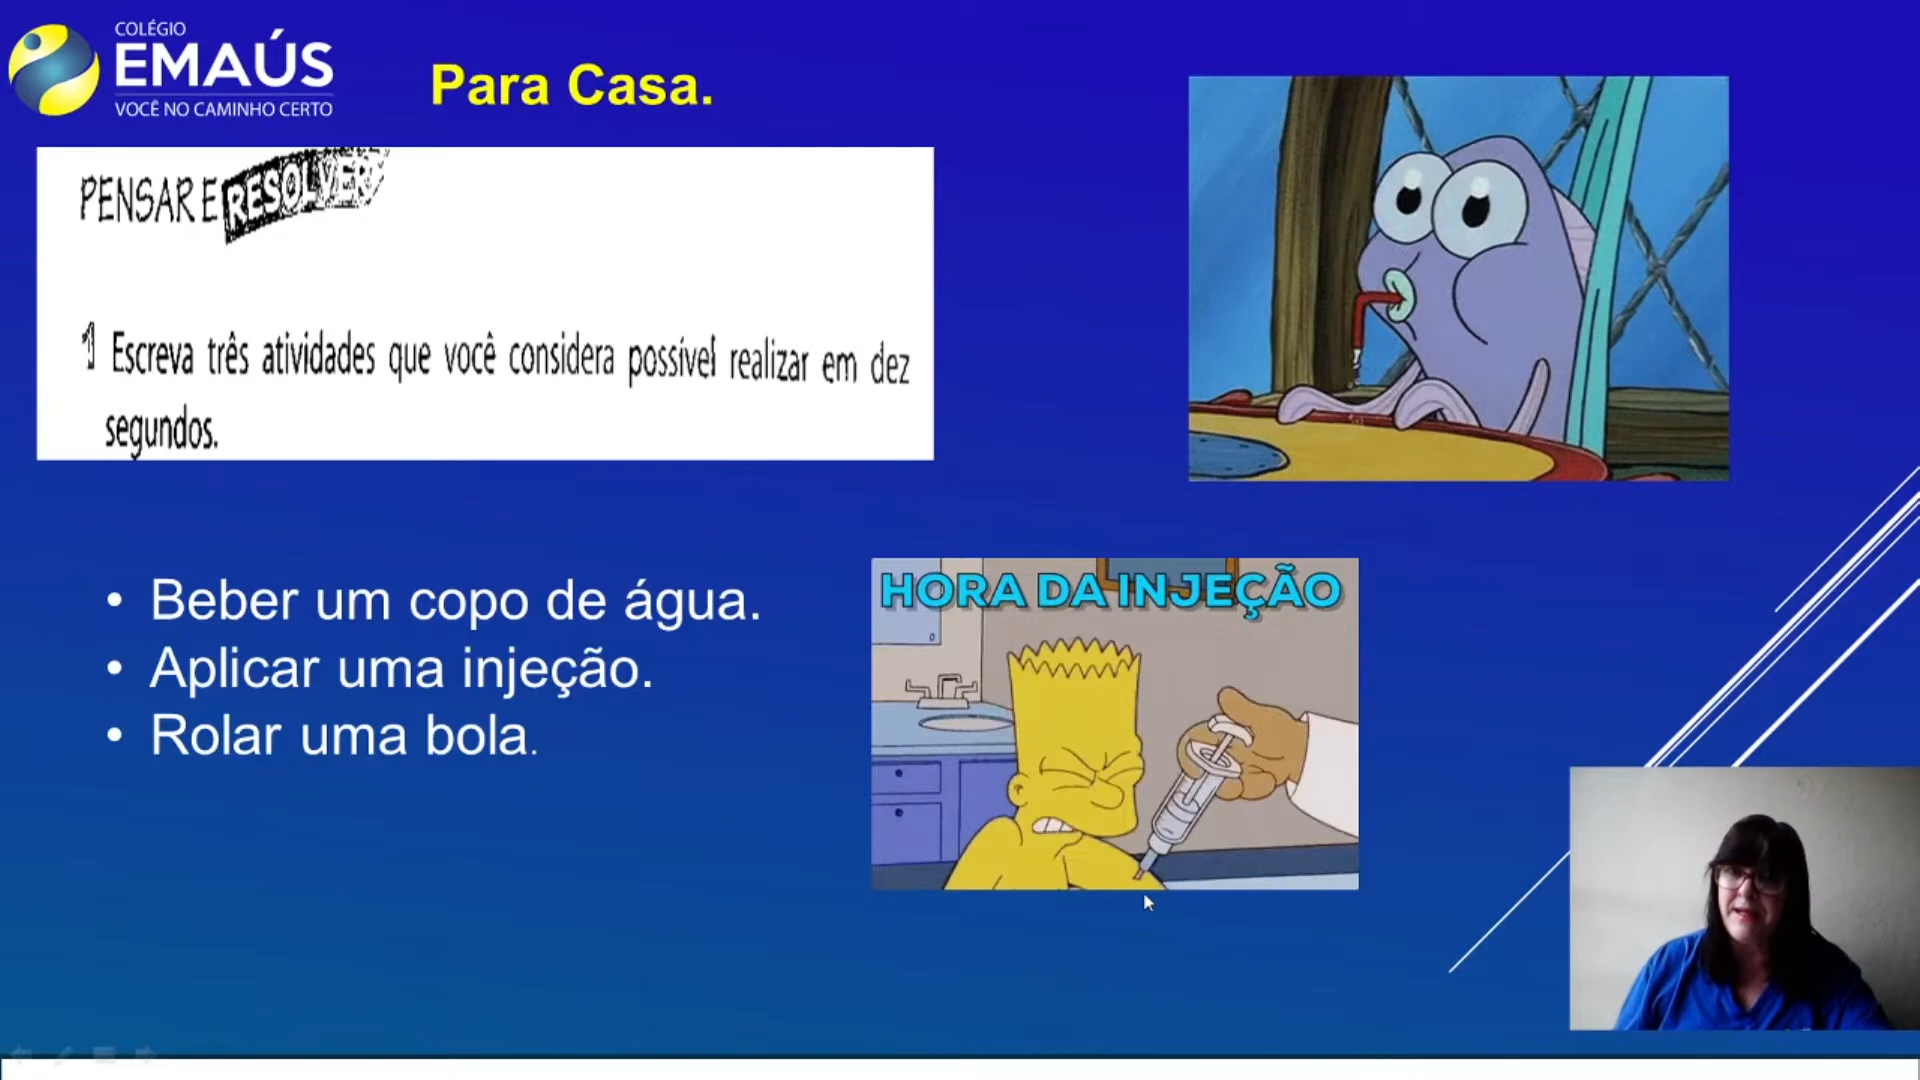 COLÉGIO
EMAÚS
VOCÊ NO CAMINHO CERTO
Para Casa.
PENSAR E RESOLVER
1 Escreva três atividades que você considera possível realizar em dez
segundos.
• Beber um copo de água.
• Aplicar uma injeção.
• Rolar uma bola.
HORA DA INJEÇÃO